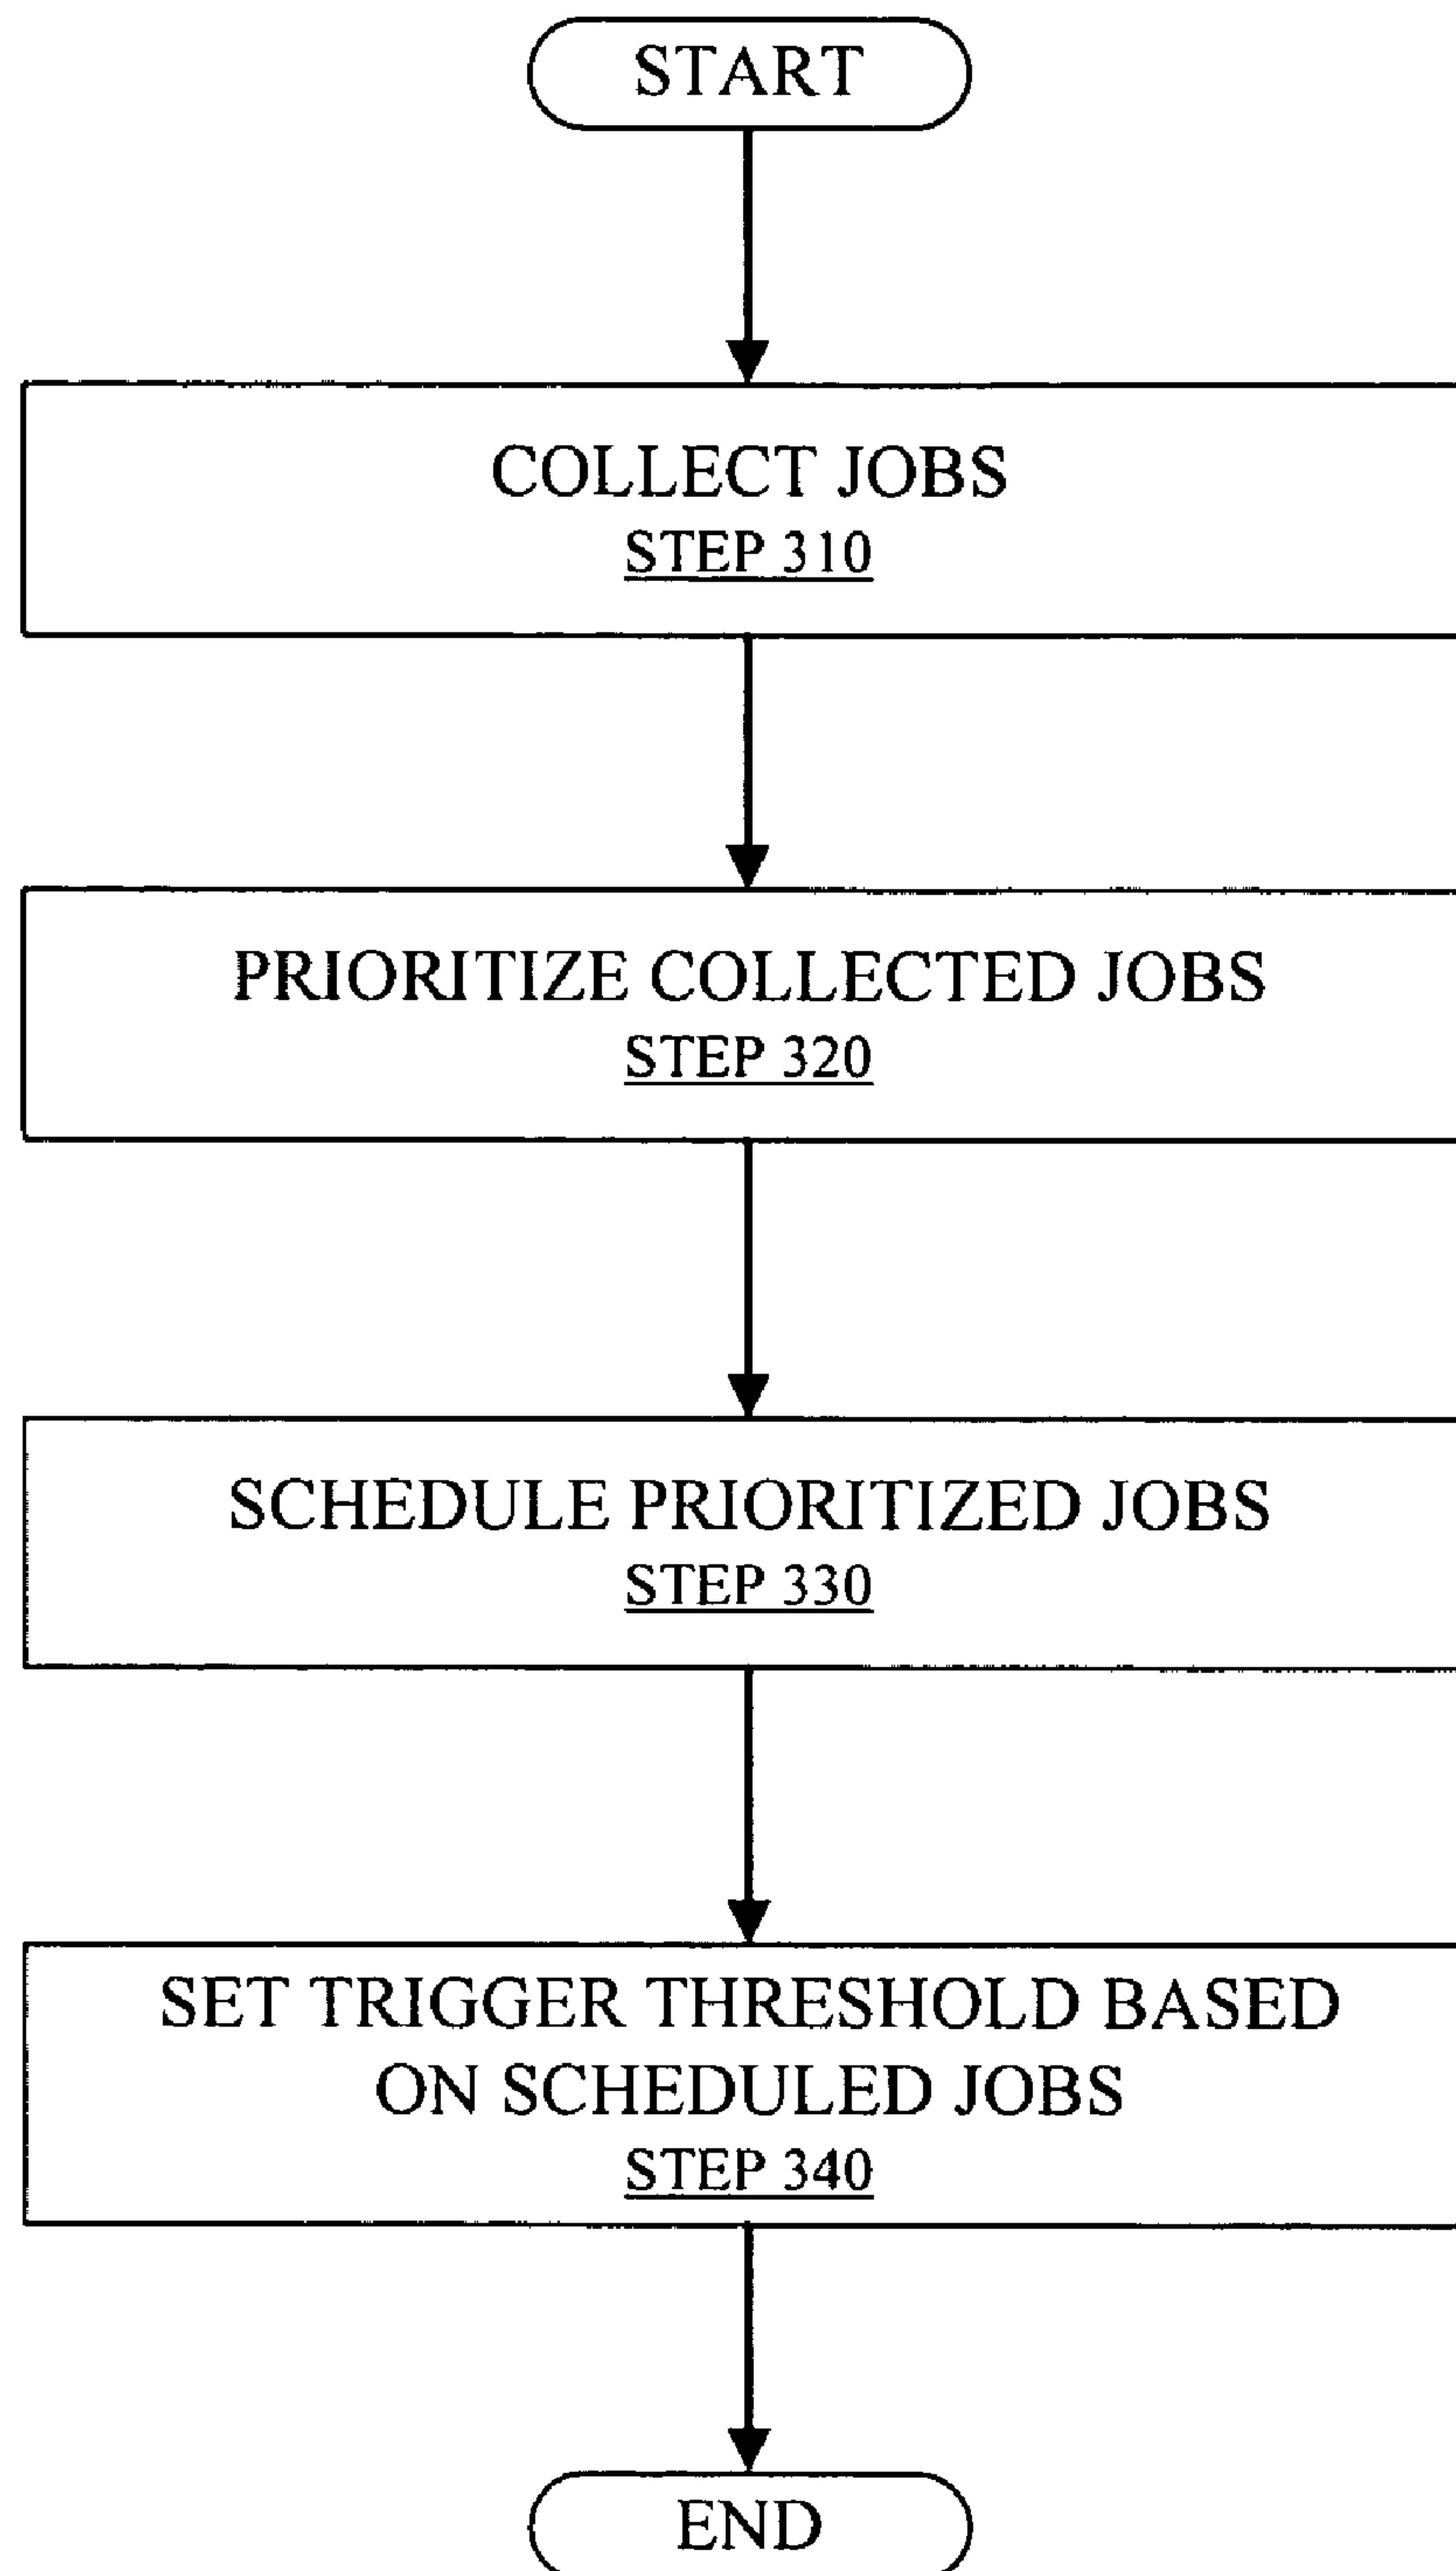 START
COLLECT JOBS
STEP 310
PRIORITIZE COLLECTED JOBS
STEP 320
SCHEDULE PRIORITIZED JOBS
STEP 330
SET TRIGGER THRESHOLD BASED
ON SCHEDULED JOBS
STEP 340
END